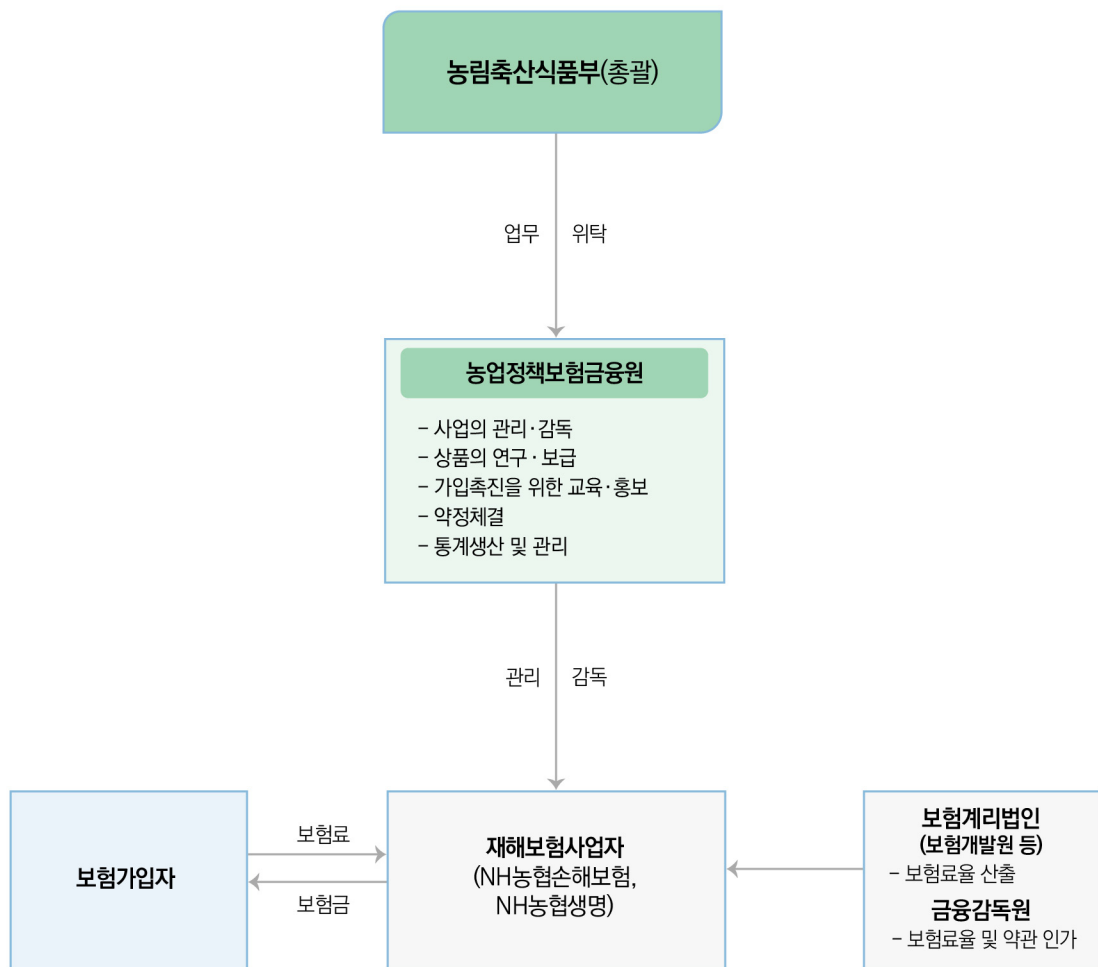 농림축산식품부(총괄)
업무 위탁
농업정책보험금융원
– 사업의 관리·감독
– 상품의 연구·보급
– 가입촉진을 위한 교육·홍보
– 약정체결
– 통계생산 및 관리
관리 감독
보험가입자
보험료
보험금
재해보험사업자
(NH농협손해보험,
NH농협생명)
보험계리법인
(보험개발원 등)
– 보험료율 산출
금융감독원
– 보험료율 및 약관 인가